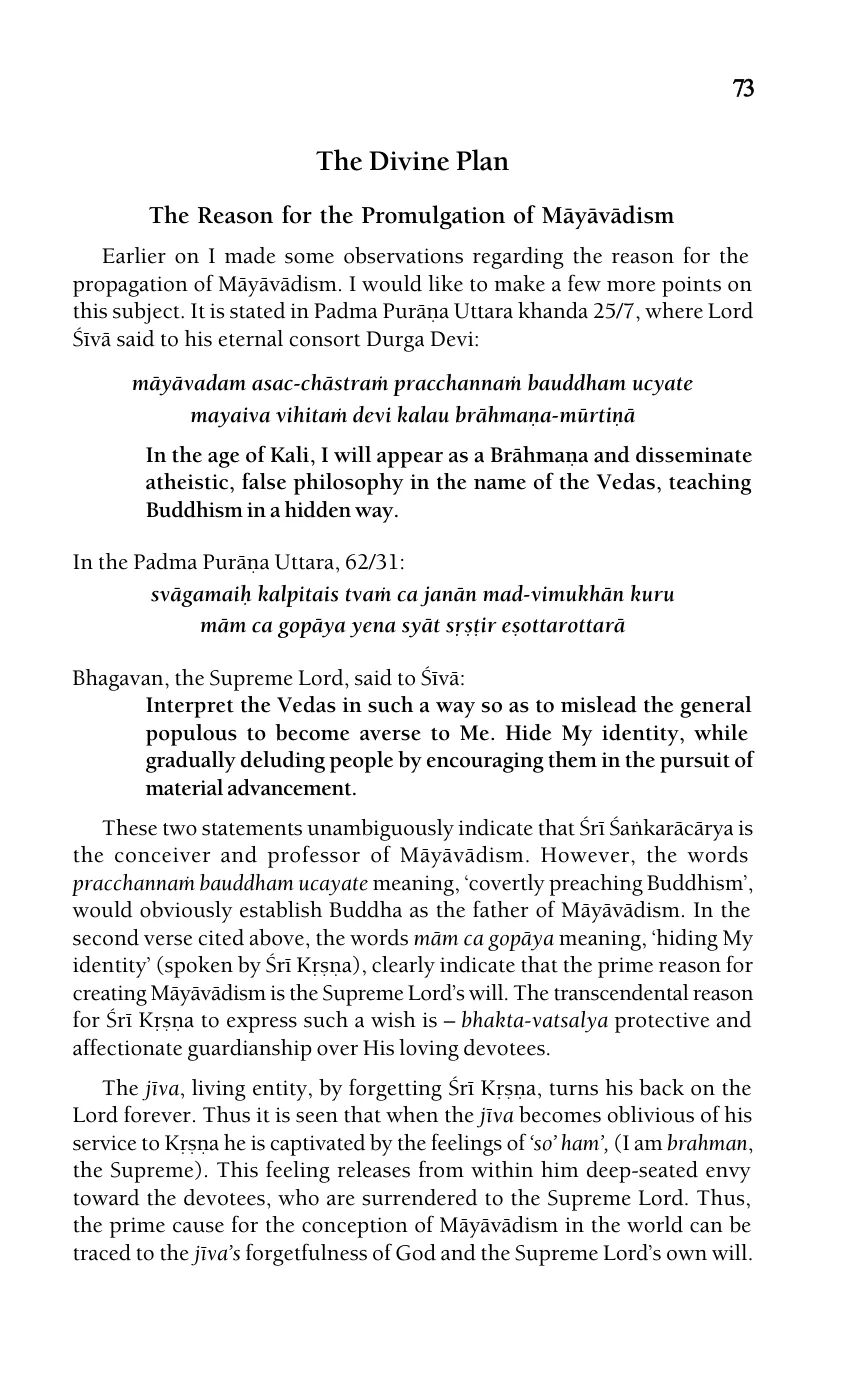 73
The Divine Plan
The Reason for the Promulgation of Māyāvādism
Earlier on I made some observations regarding the reason for the
propagation of Māyāvādism. I would like to make a few more points on
this subject. It is stated in Padma Purāṇa Uttara khanda 25/7, where Lord
Śīvā said to his eternal consort Durga Devi:
māyāvadam asac-chāstraṁ pracchannaṁ bauddham ucyate
mayaiva vihitaṁ devi kalau brāhmaṇa-mūrtiṇā
In the age of Kali, I will appear as a Brāhmaṇa and disseminate
atheistic, false philosophy in the name of the Vedas, teaching
Buddhism in a hidden way.
In the Padma Purāṇa Uttara, 62/31:
svāgamaiḥ kalpitais tvaṁ ca janān mad-vimukhān kuru
mām ca gopāya yena syāt sṛṣṭir eṣottarottarā
Bhagavan, the Supreme Lord, said to Śīvā:
Interpret the Vedas in such a way so as to mislead the general
populous to become averse to Me. Hide My identity, while
gradually deluding people by encouraging them in the pursuit of
material advancement.
These two statements unambiguously indicate that Śrī Śaṅkarācārya is
the conceiver and professor of Māyāvādism. However, the words
pracchannaṁ bauddham ucayate meaning, ‘covertly preaching Buddhism’,
would obviously establish Buddha as the father of Māyāvādism. In the
second verse cited above, the words mām ca gopāya meaning, ‘hiding My
identity’ (spoken by Śrī Kṛṣṇa), clearly indicate that the prime reason for
creating Māyāvādism is the Supreme Lord’s will. The transcendental reason
for Śrī Kṛṣṇa to express such a wish is – bhakta-vatsalya protective and
affectionate guardianship over His loving devotees.
The jīva, living entity, by forgetting Śrī Kṛṣṇa, turns his back on the
Lord forever. Thus it is seen that when the jīva becomes oblivious of his
service to Kṛṣṇa he is captivated by the feelings of ‘so’ ham’, (I am brahman,
the Supreme). This feeling releases from within him deep-seated envy
toward the devotees, who are surrendered to the Supreme Lord. Thus,
the prime cause for the conception of Māyāvādism in the world can be
traced to the jīva’s forgetfulness of God and the Supreme Lord’s own will.